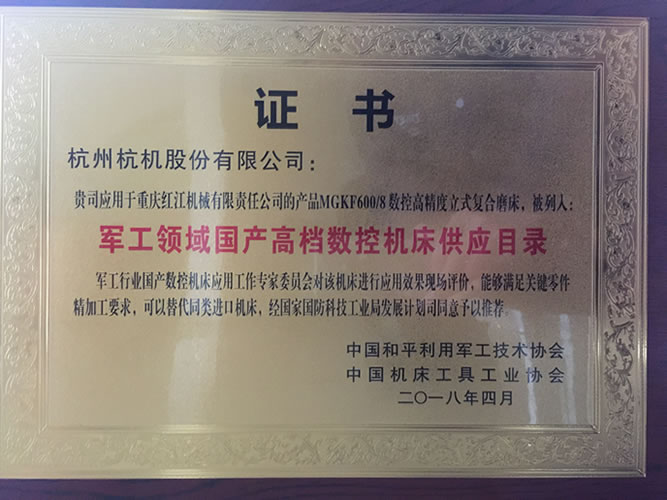 证 书
杭州杭机股份有限公司：
贵司应用于重庆红江机械有限责任公司的产品MGKF600/8数控高精度立式复合磨床，被列入：
军工领域国产高档数控机床供应目录
军工行业国产数控机床应用工作专家委员会对该机床进行应用效果现场评价，能够满足关键零件
精加工要求，可以替代同类进口机床，经国家国防科技工业局发展计划司同意予以推荐。
中国和平利用军工技术协会
中国机床工具工业协会
二〇一八年四月